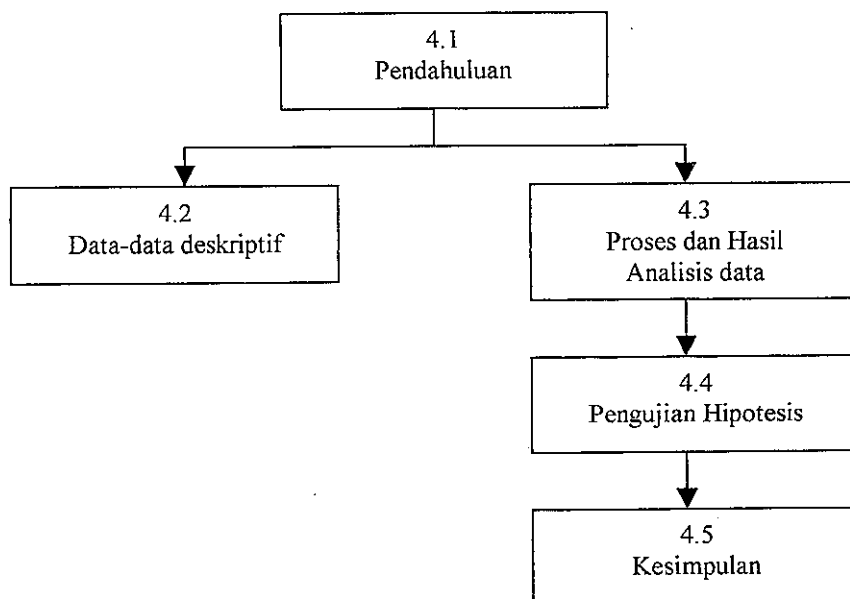 4.1
Pendahuluan
4.2
Data-data deskriptif
4.3
Proses dan Hasil
Analisis data
4.4
Pengujian Hipotesis
4.5
Kesimpulan